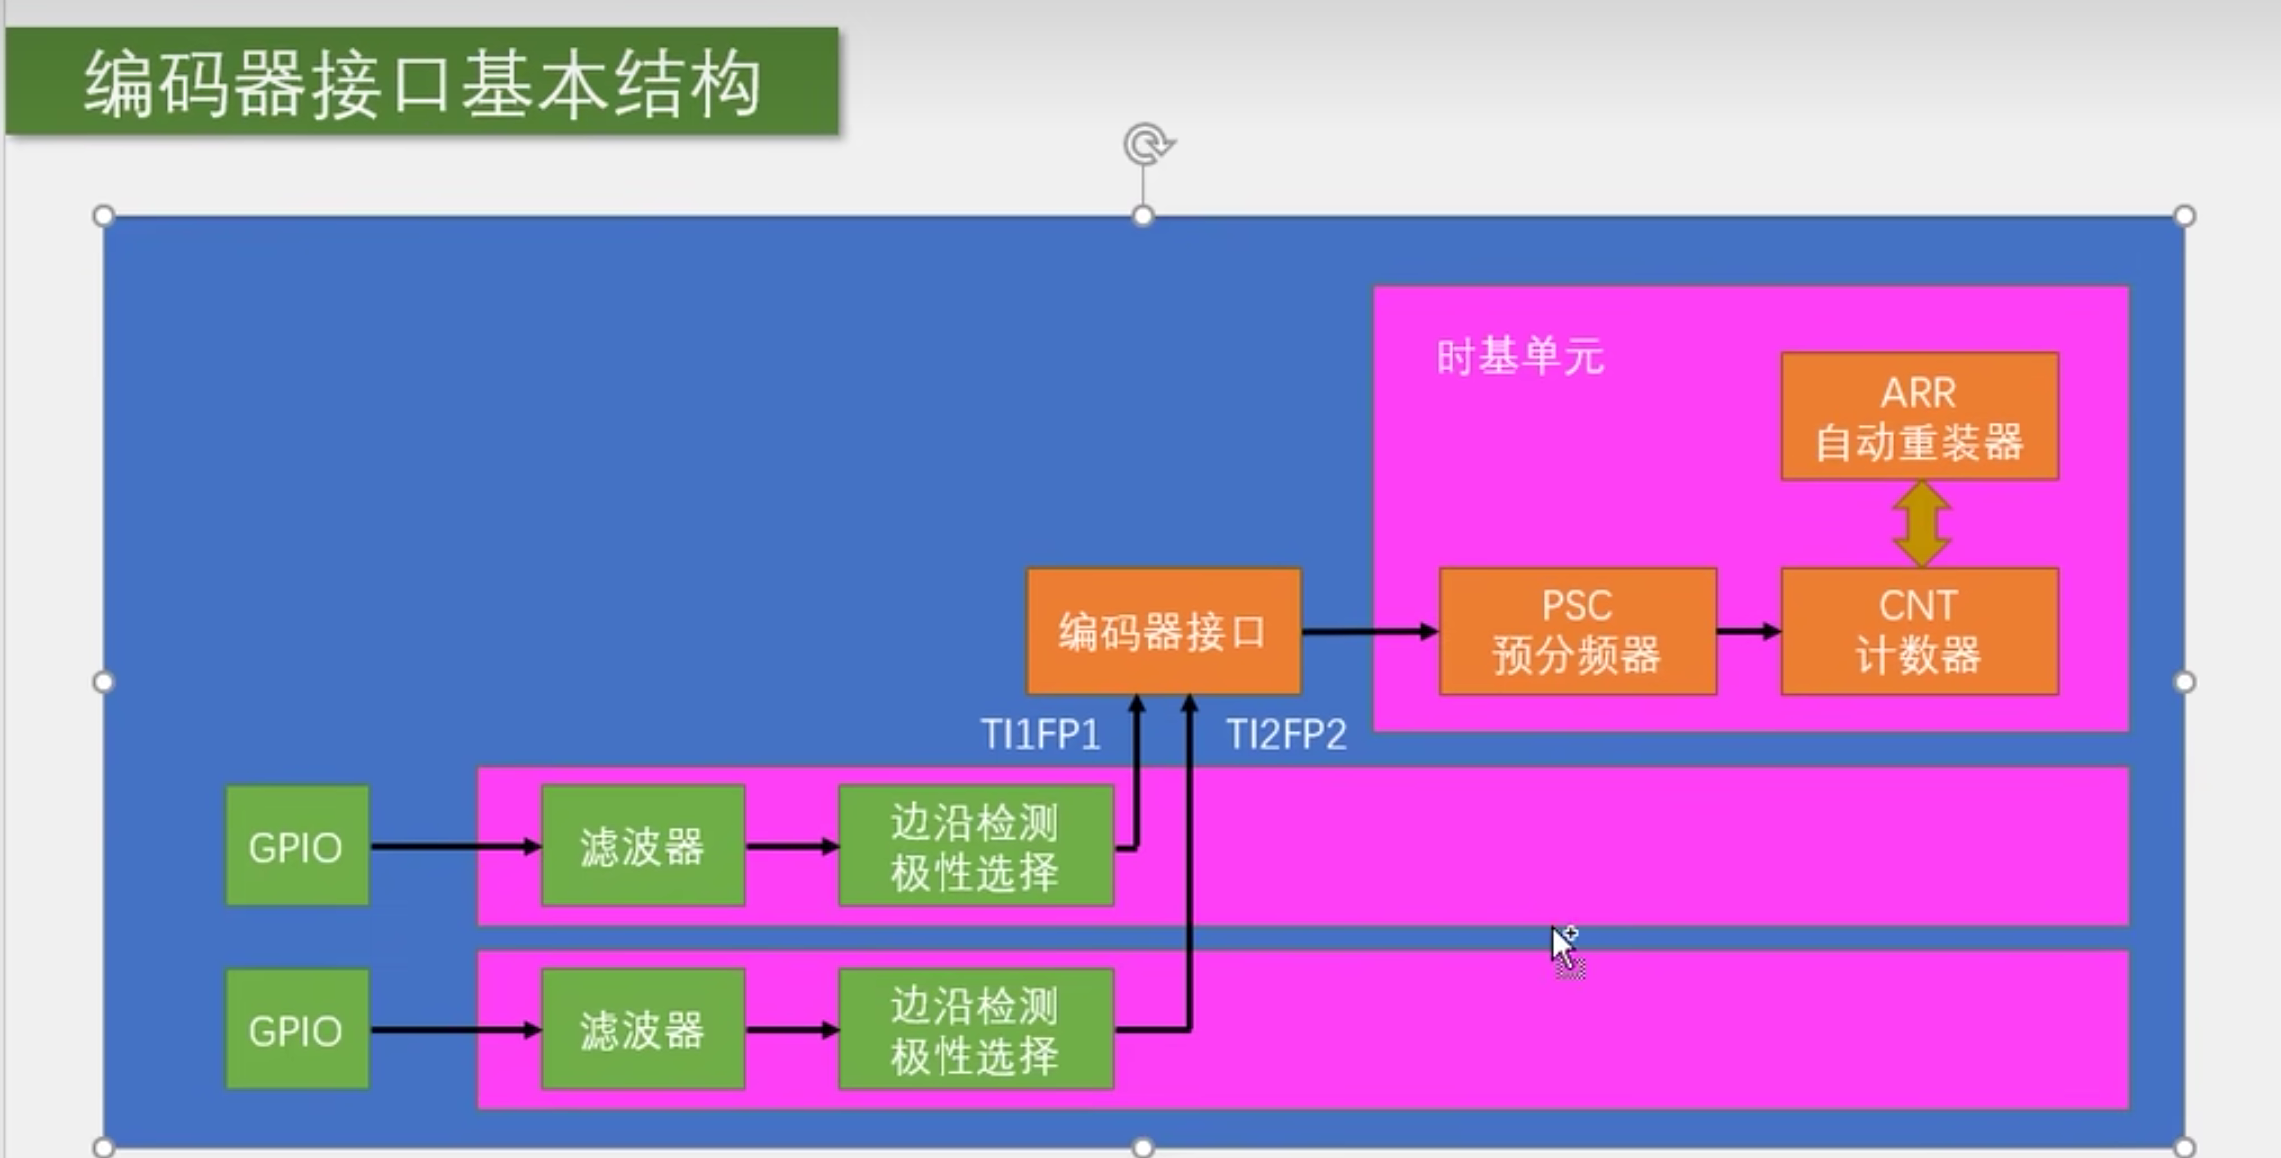 编码器接口基本结构
时基单元
ARR
自动重装器
编码器接口
PSC
预分频器
CNT
计数器
TI1FP1
TI2FP2
GPIO
滤波器
边沿检测
极性选择
GPIO
滤波器
边沿检测
极性选择